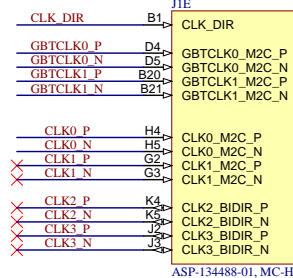 J1E
CLK_DIR B1 CLK_DIR
GBTCLK0_P D4 GBTCLK0_M2C_P
GBTCLK0_N D5 GBTCLK0_M2C_N
GBTCLK1_P B20 GBTCLK1_M2C_P
GBTCLK1_N B21 GBTCLK1_M2C_N
CLK0_P H4 CLK0_M2C_P
CLK0_N H5 CLK0_M2C_N
CLK1_P G2 CLK1_M2C_P
CLK1_N G3 CLK1_M2C_N
CLK2_P K4 CLK2_BIDIR_P
CLK2_N K5 CLK2_BIDIR_N
CLK3_P J2 CLK3_BIDIR_P
CLK3_N J3 CLK3_BIDIR_N
ASP-134488-01, MC-H